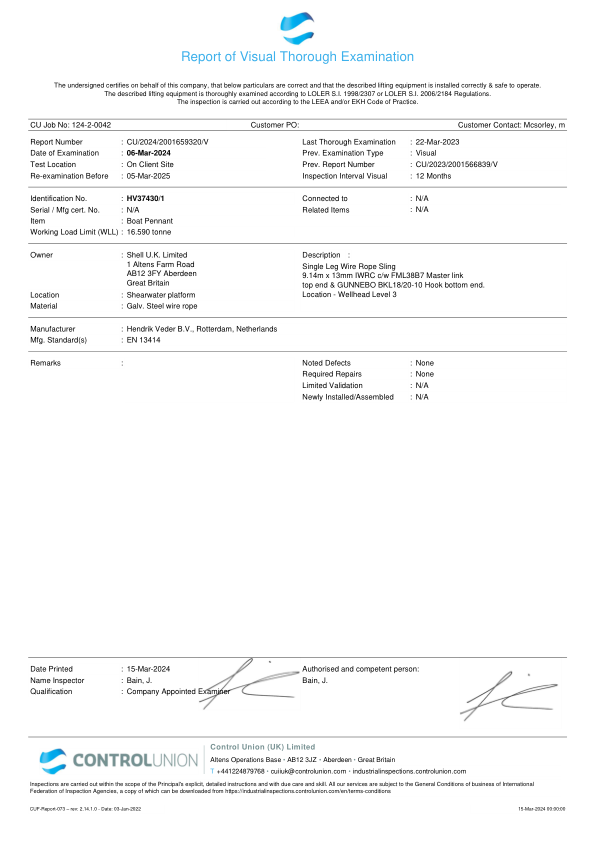 Report of Visual Thorough Examination
The undersigned certifies on behalf of this company, that below particulars are correct and that the described lifting equipment is installed correctly & safe to operate.
The described lifting equipment is thoroughly examined according to LOLER S.I. 1998/2307 or LOLER S.I. 2006/2184 Regulations.
The inspection is carried out according to the LEEA and/or EKH Code of Practice.
CU Job No: 124-2-0042 Customer PO: Customer Contact: Mcsorley, m
Report Number : CU/2024/2001659320/V Last Thorough Examination : 22-Mar-2023
Date of Examination : 06-Mar-2024 Prev. Examination Type : Visual
Test Location : On Client Site Prev. Report Number : CU/2023/2001566839/V
Re-examination Before : 05-Mar-2025 Inspection Interval Visual : 12 Months
Identification No. : HV37430/1 Connected to : N/A
Serial / Mfg cert. No. : N/A Related Items : N/A
Item : Boat Pennant
Working Load Limit (WLL) : 16.590 tonne
Owner : Shell U.K. Limited Description :
1 Altens Farm Road Single Leg Wire Rope Sling
AB12 3FY Aberdeen 9.14m x 13mm IWRC c/w FML38B7 Master link
Great Britain top end & GUNNEBO BKL18/20-10 Hook bottom end.
Location : Shearwater platform Location - Wellhead Level 3
Material : Galv. Steel wire rope
Manufacturer : Hendrik Veder B.V., Rotterdam, Netherlands
Mfg. Standard(s) : EN 13414
Remarks : Noted Defects : None
Required Repairs : None
Limited Validation : N/A
Newly Installed/Assembled : N/A
Date Printed : 15-Mar-2024 Authorised and competent person:
Name Inspector : Bain, J. Bain, J.
Qualification : Company Appointed Examiner
CONTROLUNION
Control Union (UK) Limited
Altens Operations Base · AB12 3JZ · Aberdeen · Great Britain
T +441224879768 · cuiiuk@controlunion.com · industrialinspections.controlunion.com
Inspections are carried out within the scope of the Principal's explicit, detailed instructions and with due care and skill. All our services are subject to the General Conditions of business of International
Federation of Inspection Agencies, a copy of which can be downloaded from https://industrialinspections.controlunion.com/en/terms-conditions
CUF-Report-073 – rev: 2.14.1.0 - Date: 03-Jun-2022 15-Mar-2024 00:00:00